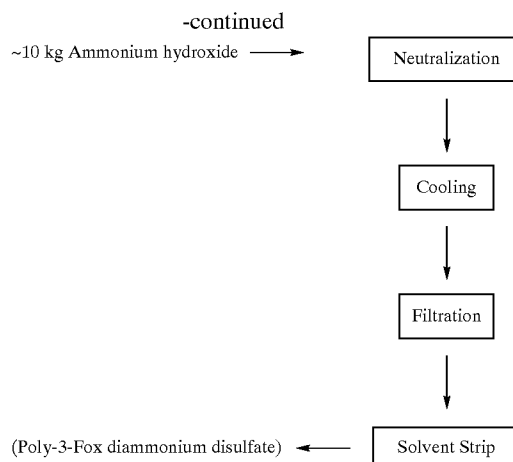 -continued
~10 kg Ammonium hydroxide
Neutralization
Cooling
Filtration
(Poly-3-Fox diammonium disulfate)
Solvent Strip